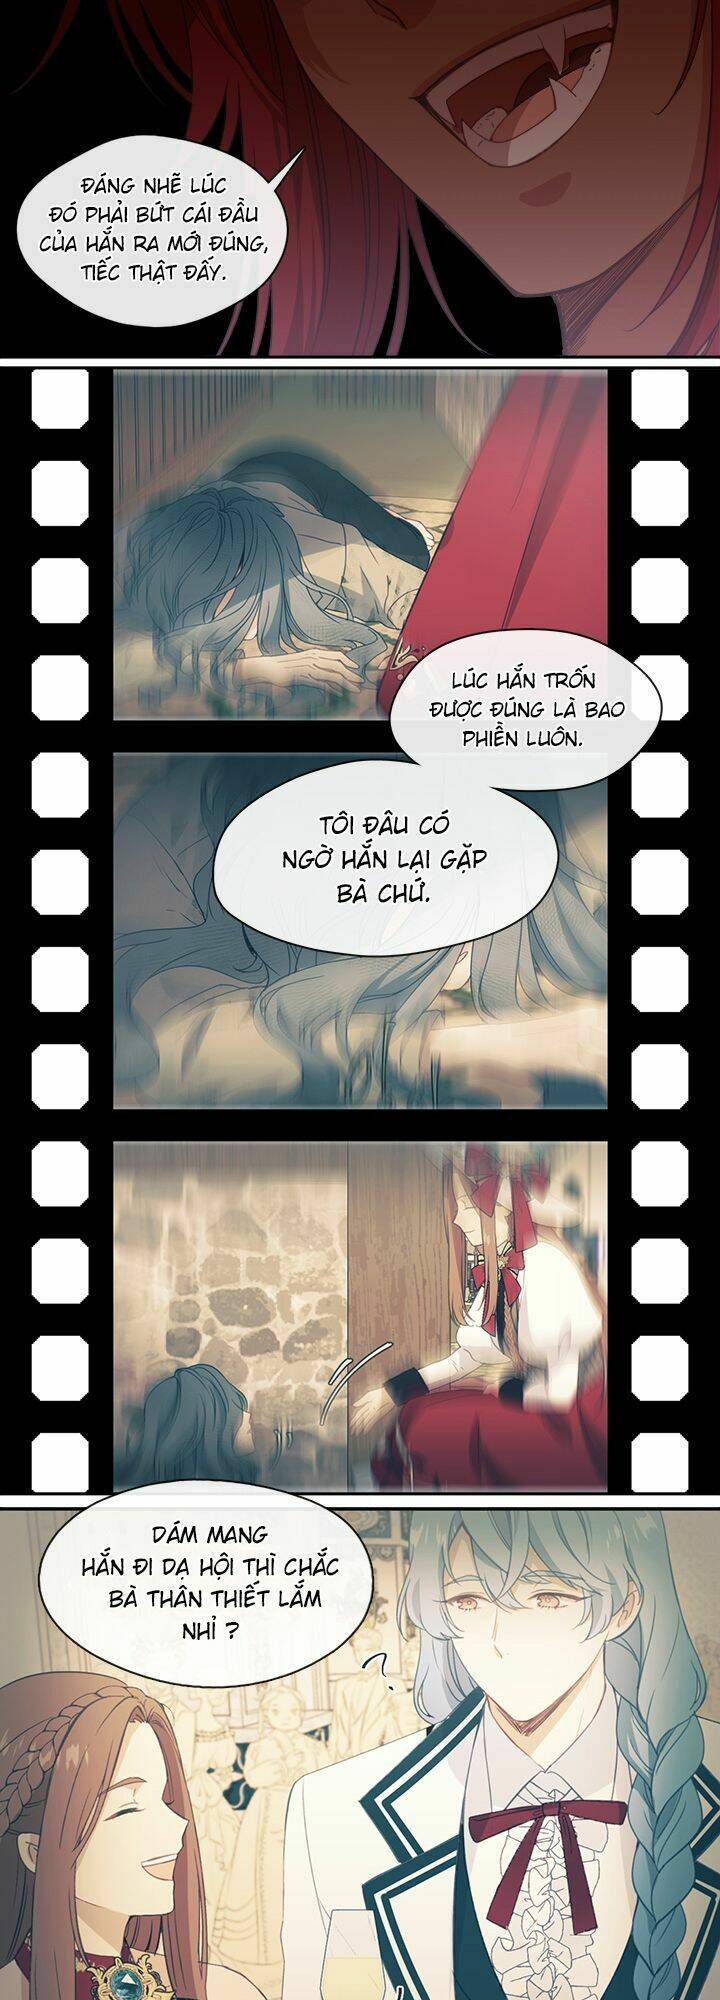 ĐÁNG NHẼ LÚC
ĐÓ PHẢI BỨT CÁI ĐẦU
CỦA HẮN RA MỚI ĐÚNG,
TIẾC THẬT ĐẤY.
LÚC HẮN TRỐN
ĐƯỢC ĐÚNG LÀ BAO
PHIỀN LUÔN.
TÔI ĐÂU CÓ
NGỜ HẮN LẠI GẶP
BÀ CHỨ.
DÁM MANG
HẮN ĐI DẠ HỘI THÌ CHẮC
BÀ THÂN THIẾT LẮM
NHỈ ?
?